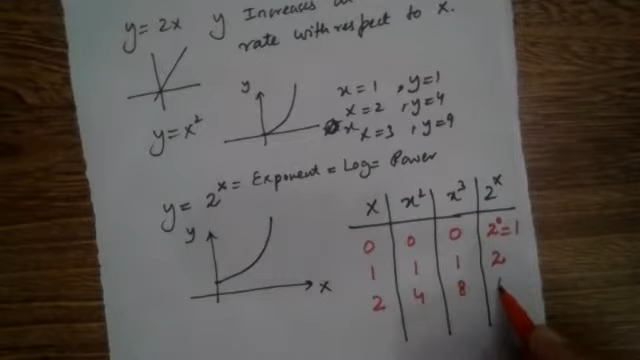 y = 2x y Increases
rate with respect to x.
y
y = x²
x = 1 , y = 1
x = 2 , y = 4
x x = 3 , y = 9
y = 2ˣ = Exponent = Log = Power
y
x
x x² x³ 2ˣ
0 0 0 2⁰=1
1 1 1 2
2 4 8